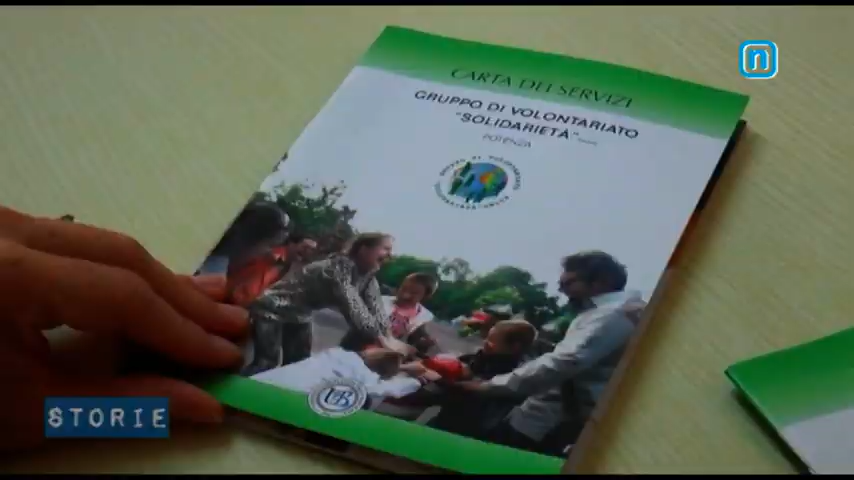 n
CARTA DEI SERVIZI
GRUPPO DI VOLONTARIATO
"SOLIDARIETÀ"
POTENZA
STORIE